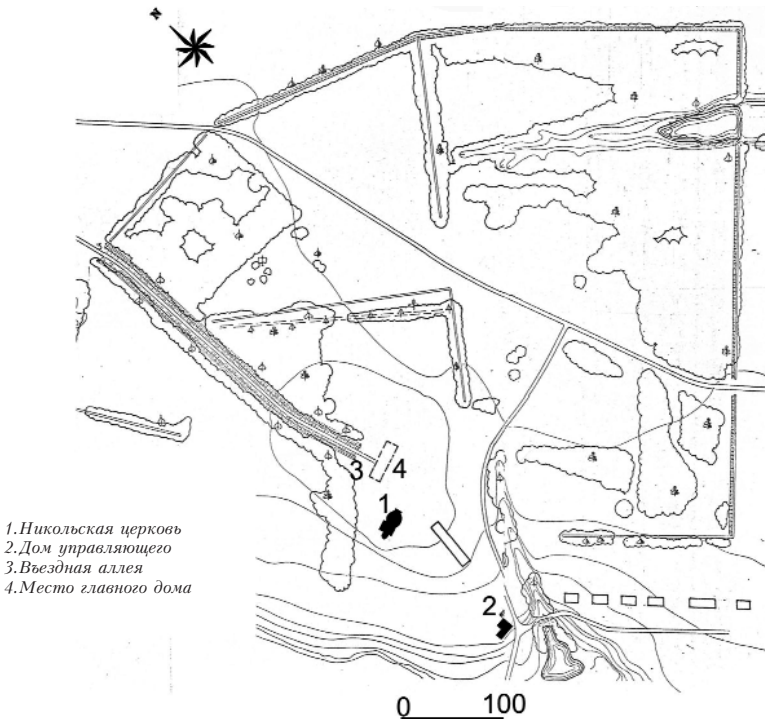 N
3
4
1
2
1.Никольская церковь
2.Дом управляющего
3.Въездная аллея
4.Место главного дома
0 100